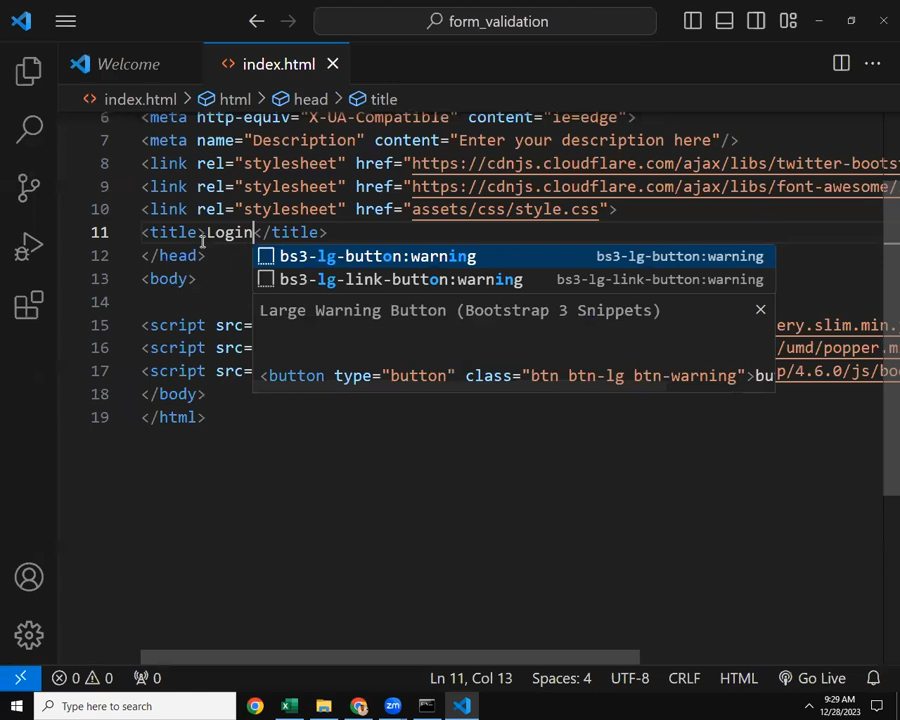 form_validation
Welcome
<> index.html
<> index.html > html > head > title
6 <meta http-equiv="X-UA-Compatible" content="ie=edge">
7 <meta name="Description" content="Enter your description here"/>
8 <link rel="stylesheet" href="https://cdnjs.cloudflare.com/ajax/libs/twitter-boots
9 <link rel="stylesheet" href="https://cdnjs.cloudflare.com/ajax/libs/font-awesome/
10 <link rel="stylesheet" href="assets/css/style.css">
11 <title>Login</title>
bs3-lg-button:warning bs3-lg-button:warning
12 </head>
bs3-lg-link-button:warning bs3-lg-link-button:warning
13 <body>
Large Warning Button (Bootstrap 3 Snippets)
14
15 <script src= ery.slim.min.
16 <script src= /umd/popper.m
17 <script src= p/4.6.0/js/boo
<button type="button" class="btn btn-lg btn-warning">bu
18 </body>
19 </html>
0 0 0 Ln 11, Col 13 Spaces: 4 UTF-8 CRLF HTML Go Live
Type here to search
9:29 AM
12/28/2023